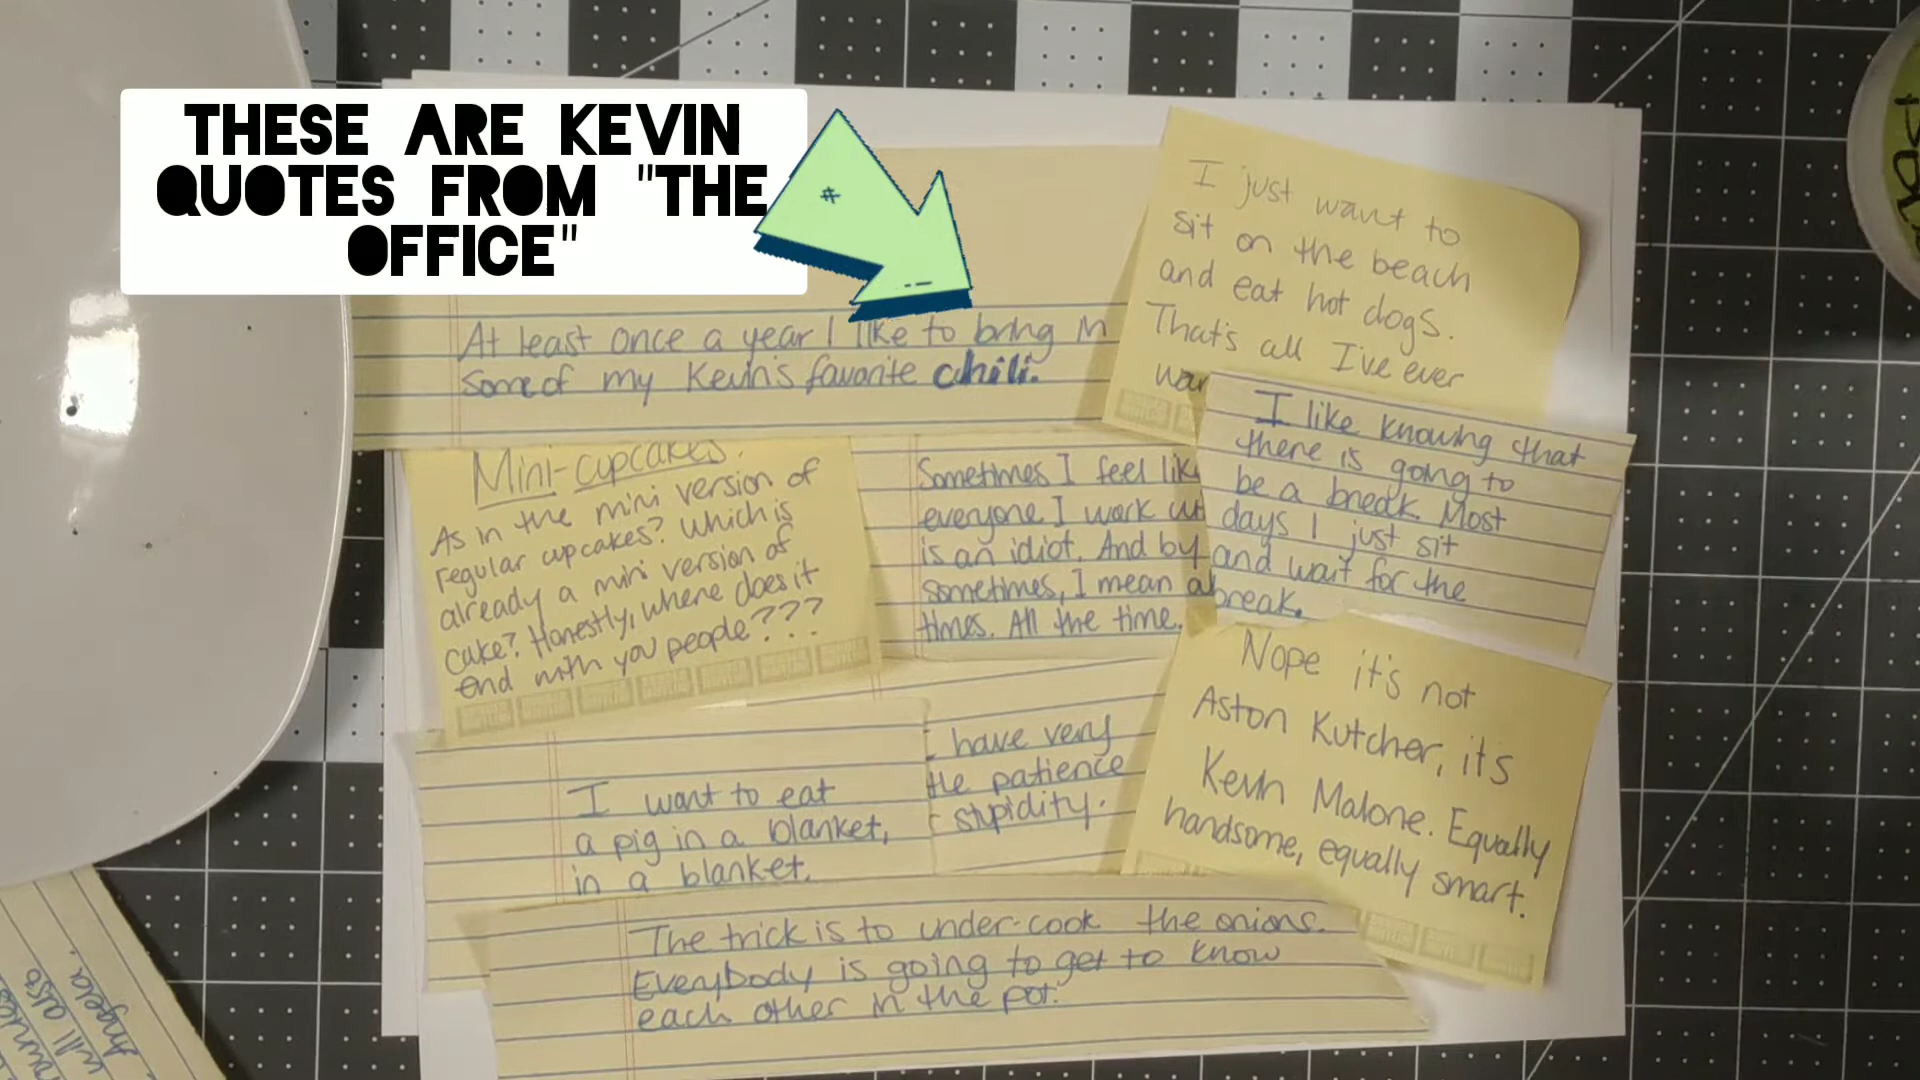 THESE ARE KEVIN
QUOTES FROM "THE
OFFICE"
At least once a year I like to bring in
some of my Kevin's favorite chili.
I just want to
sit on the beach
and eat hot dogs.
That's all I've ever
I like knowing that
there is going to
be a break. Most
days I just sit
and wait for the
break.
Mini-cupcakes?
As in the mini version of
regular cupcakes? Which is
already a mini version of
cake? Honestly, where does it
end with you people???
Sometimes I feel lik
everyone I work
is an idiot. And by
sometimes, I mean
times. All the time.
Nope it's not
Aston Kutcher, it's
Kevin Malone. Equally
handsome, equally smart.
I want to eat
a pig in a blanket,
in a blanket.
have very
patience
stupidity.
The trick is to under-cook the onions.
Everybody is going to get to know
each other in the pot.
will also
Angela.